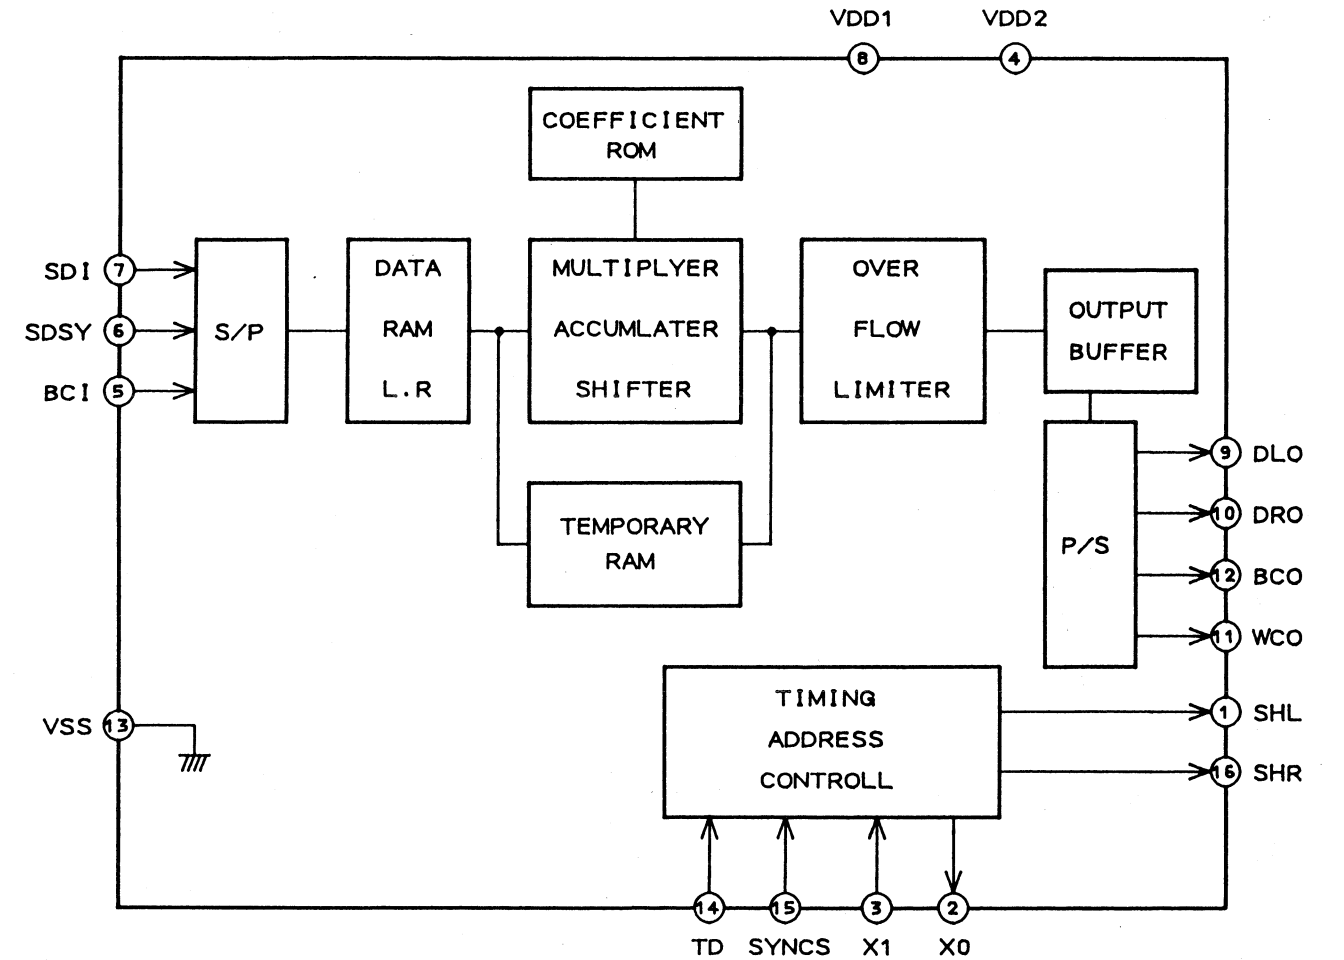 VDD1
VDD2
8
4
COEFFICIENT
ROM
SDI
7
SDSY
6
BCI
5
S/P
DATA
RAM
L.R
MULTIPLYER
ACCUMLATER
SHIFTER
OVER
FLOW
LIMITER
OUTPUT
BUFFER
TEMPORARY
RAM
P/S
9
DLO
10
DRO
12
BCO
11
WCO
VSS
13
TIMING
ADDRESS
CONTROLL
1
SHL
16
SHR
14
15
3
2
TD
SYNCS
X1
XO